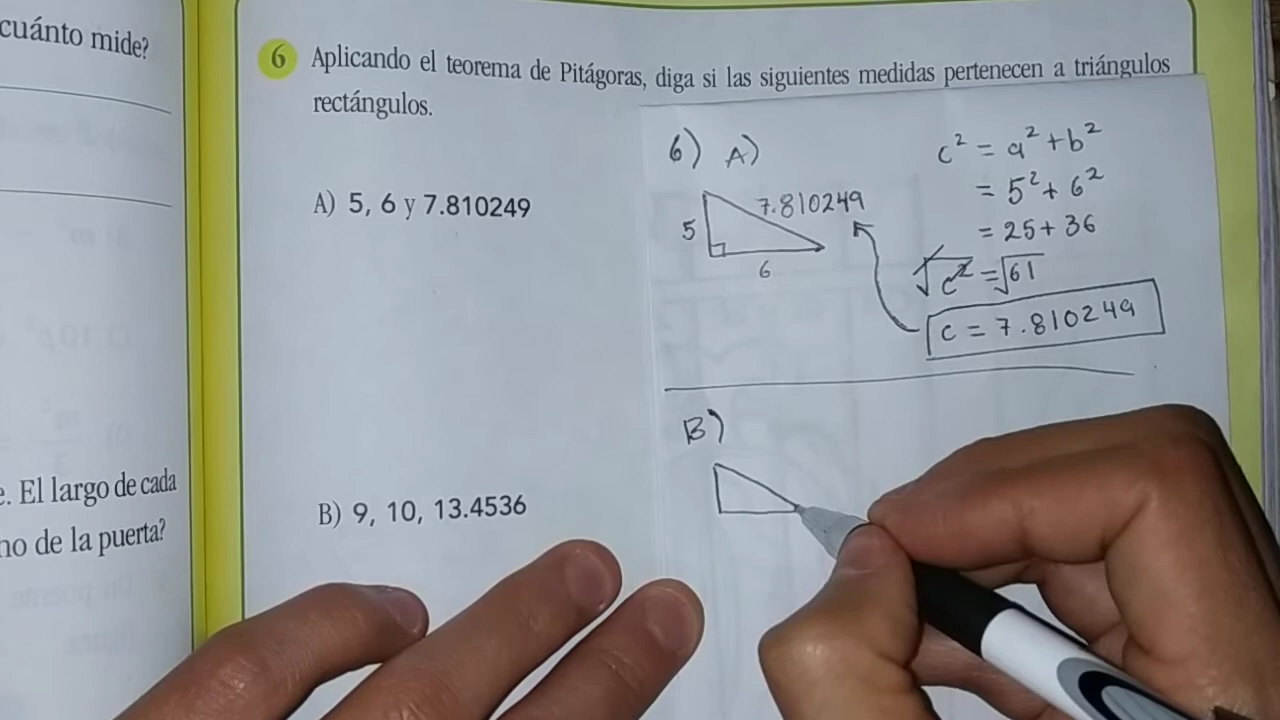 cuánto mide?
6 Aplicando el teorema de Pitágoras, diga si las siguientes medidas pertenecen a triángulos
rectángulos.
A) 5, 6 y 7.810249
B) 9, 10, 13.4536
e. El largo de cada
ho de la puerta?
6) A)
5
7.810249
6
c² = a² + b²
= 5² + 6²
= 25 + 36
√c² = √61
c = 7.810249
B)